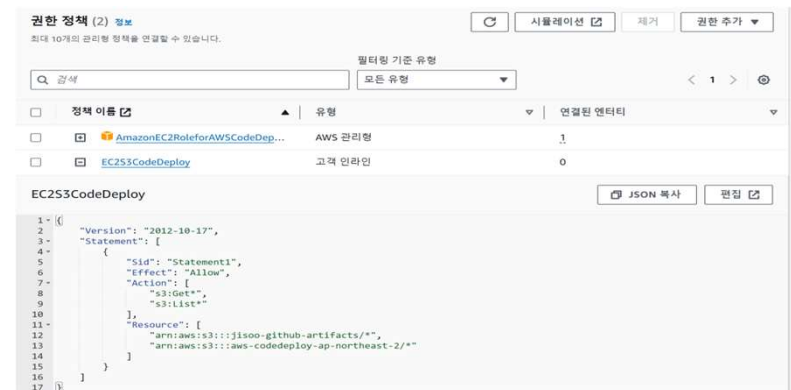 권한 정책 (2) 정보
시뮬레이션
제거
권한 추가 ▼
최대 10개의 관리형 정책을 연결할 수 있습니다.
필터링 기준 유형
검색
모든 유형
1
정책 이름
유형
연결된 엔터티
AmazonEC2RoleforAWSCodeDep...
AWS 관리형
1
EC2S3CodeDeploy
고객 인라인
0
EC2S3CodeDeploy
JSON 복사
편집
1 {
2 "Version": "2012-10-17",
3 "Statement": [
4 {
5 "Sid": "Statement1",
6 "Effect": "Allow",
7 "Action": [
8 "s3:Get*",
9 "s3:List*"
10 ],
11 "Resource": [
12 "arn:aws:s3:::jisoo-github-artifacts/*",
13 "arn:aws:s3:::aws-codedeploy-ap-northeast-2/*"
14 ]
15 }
16 ]
17 }